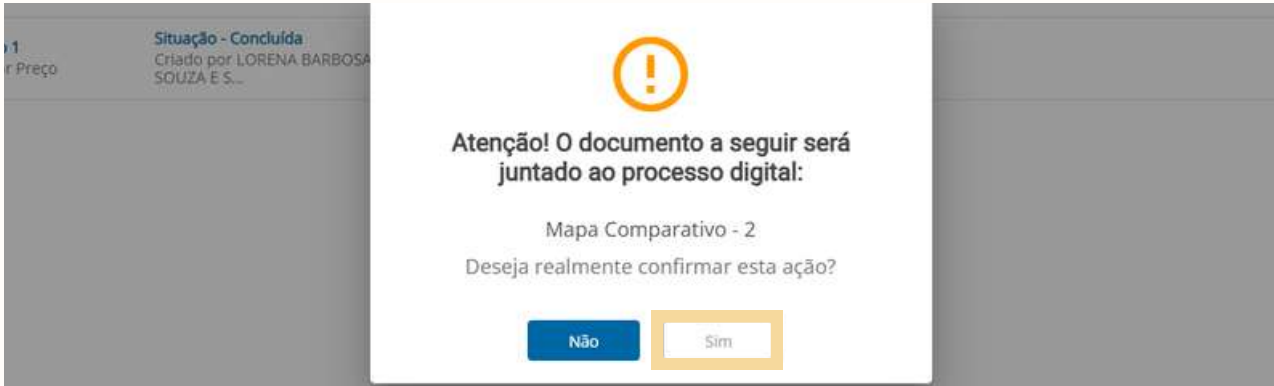 1
r Preço
Situação - Concluída
Criado por LORENA BARBOSA
SOUZA E S...
Atenção! O documento a seguir será
juntado ao processo digital:
Mapa Comparativo - 2
Deseja realmente confirmar esta ação?
Não
Sim